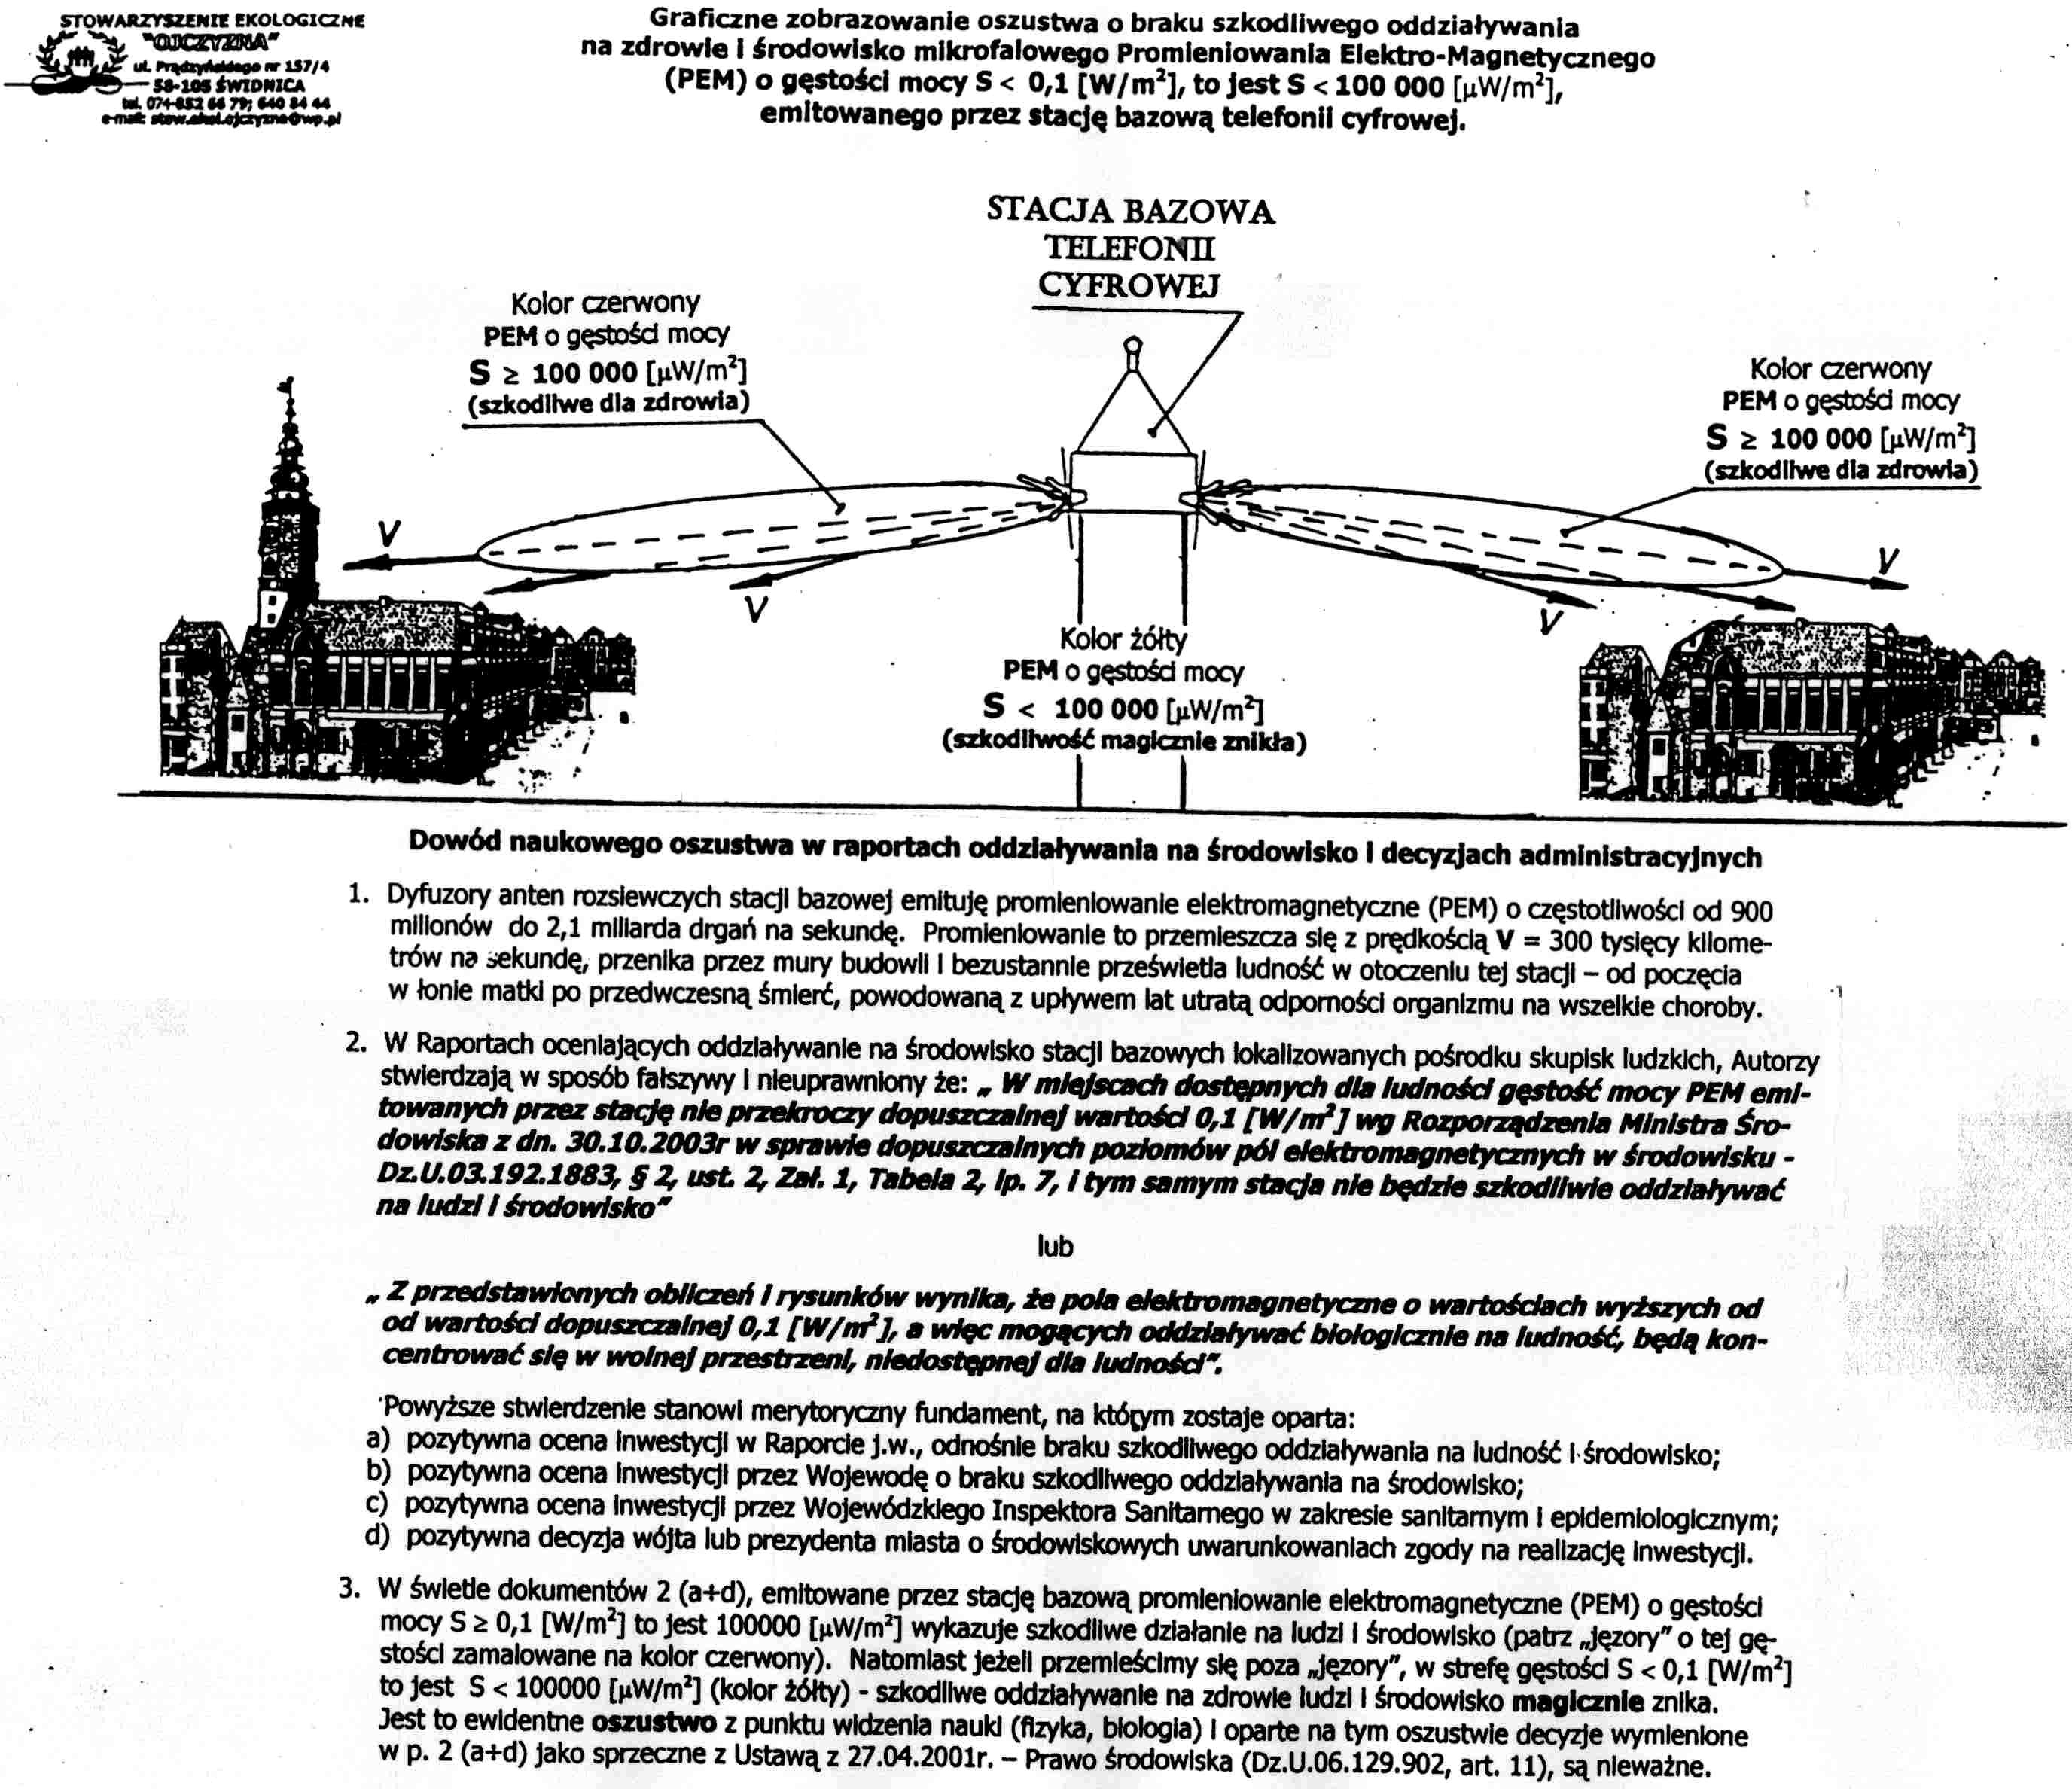 STOWARZYSZENIE EKOLOGICZNE
"OJCZYZNA"
ul. Prądzyńskiego nr 157/4
58-105 ŚWIDNICA
tel. 074-852 66 79; 640 84 44
e-mail: stow.ekol.ojczyzna@wp.pl
Graficzne zobrazowanie oszustwa o braku szkodliwego oddziaływania
na zdrowie i środowisko mikrofalowego Promieniowania Elektro-Magnetycznego
(PEM) o gęstości mocy S < 0,1 [W/m²], to jest S < 100 000 [µW/m²],
emitowanego przez stację bazową telefonii cyfrowej.
STACJA BAZOWA
TELEFONII
CYFROWEJ
Kolor czerwony
PEM o gęstości mocy
S ≥ 100 000 [µW/m²]
(szkodliwe dla zdrowia)
Kolor czerwony
PEM o gęstości mocy
S ≥ 100 000 [µW/m²]
(szkodliwe dla zdrowia)
V
V
V
V
Kolor żółty
PEM o gęstości mocy
S < 100 000 [µW/m²]
(szkodliwość magicznie znikła)
Dowód naukowego oszustwa w raportach oddziaływania na środowisko i decyzjach administracyjnych
1. Dyfuzory anten rozsiewczych stacji bazowej emituję promieniowanie elektromagnetyczne (PEM) o częstotliwości od 900
milionów do 2,1 miliarda drgań na sekundę. Promieniowanie to przemieszcza się z prędkością V = 300 tysięcy kilome-
trów na sekundę, przenika przez mury budowli i bezustannie prześwietla ludność w otoczeniu tej stacji – od poczęcia
w łonie matki po przedwczesną śmierć, powodowaną z upływem lat utratą odporności organizmu na wszelkie choroby.
2. W Raportach oceniających oddziaływanie na środowisko stacji bazowych lokalizowanych pośrodku skupisk ludzkich, Autorzy
stwierdzają w sposób fałszywy i nieuprawniony że: „ W miejscach dostępnych dla ludności gęstość mocy PEM emi-
towanych przez stację nie przekroczy dopuszczalnej wartości 0,1 [W/m²] wg Rozporządzenia Ministra Śro-
dowiska z dn. 30.10.2003r w sprawie dopuszczalnych poziomów pól elektromagnetycznych w środowisku -
Dz.U.03.192.1883, § 2, ust. 2, Zał. 1, Tabela 2, lp. 7, i tym samym stacja nie będzie szkodliwie oddziaływać
na ludzi i środowisko"
lub
„ Z przedstawionych obliczeń i rysunków wynika, że pola elektromagnetyczne o wartościach wyższych od
od wartości dopuszczalnej 0,1 [W/m²], a więc mogących oddziaływać biologicznie na ludność, będą kon-
centrować się w wolnej przestrzeni, niedostępnej dla ludności".
Powyższe stwierdzenie stanowi merytoryczny fundament, na którym zostaje oparta:
a) pozytywna ocena inwestycji w Raporcie j.w., odnośnie braku szkodliwego oddziaływania na ludność i środowisko;
b) pozytywna ocena inwestycji przez Wojewodę o braku szkodliwego oddziaływania na środowisko;
c) pozytywna ocena inwestycji przez Wojewódzkiego Inspektora Sanitarnego w zakresie sanitarnym i epidemiologicznym;
d) pozytywna decyzja wójta lub prezydenta miasta o środowiskowych uwarunkowaniach zgody na realizację inwestycji.
3. W świetle dokumentów 2 (a+d), emitowane przez stację bazową promieniowanie elektromagnetyczne (PEM) o gęstości
mocy S ≥ 0,1 [W/m²] to jest 100000 [µW/m²] wykazuje szkodliwe działanie na ludzi i środowisko (patrz „jęzory" o tej gę-
stości zamalowane na kolor czerwony). Natomiast jeżeli przemieścimy się poza „jęzory", w strefę gęstości S < 0,1 [W/m²]
to jest S < 100000 [µW/m²] (kolor żółty) - szkodliwe oddziaływanie na zdrowie ludzi i środowisko magicznie znika.
Jest to ewidentne oszustwo z punktu widzenia nauki (fizyka, biologia) i oparte na tym oszustwie decyzje wymienione
w p. 2 (a+d) jako sprzeczne z Ustawą z 27.04.2001r. – Prawo środowiska (Dz.U.06.129.902, art. 11), są nieważne.